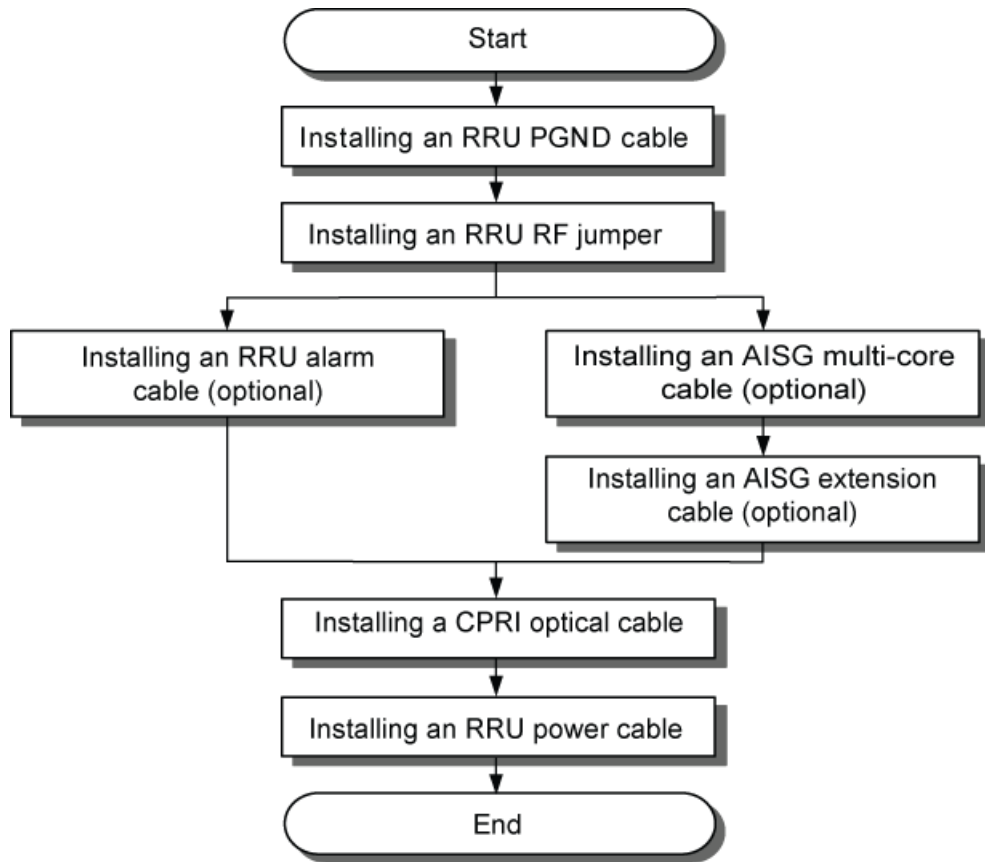 Start
Installing an RRU PGND cable
Installing an RRU RF jumper
Installing an RRU alarm
cable (optional)
Installing an AISG multi-core
cable (optional)
Installing an AISG extension
cable (optional)
Installing a CPRI optical cable
Installing an RRU power cable
End